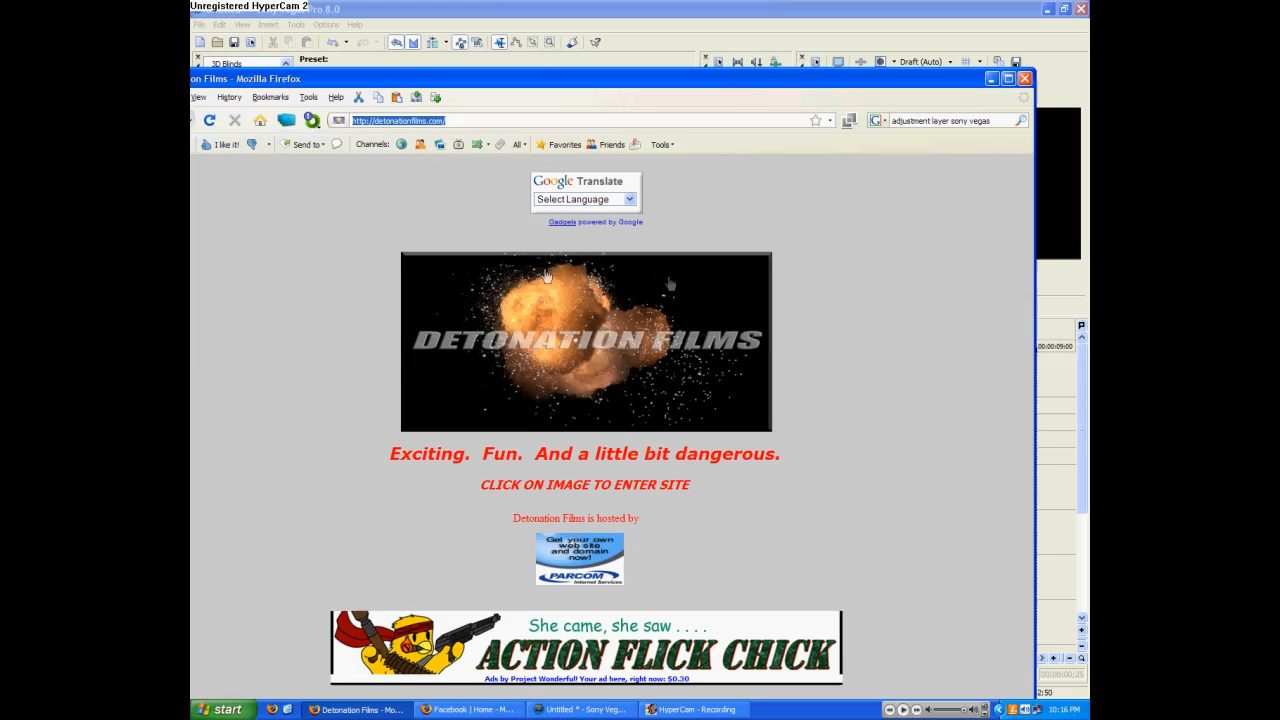 Unregistered HyperCam 2
Pro 8.0
File Edit View Insert Tools Options Help
3D Blinds
Preset:
Draft (Auto)
on Films - Mozilla Firefox
View History Bookmarks Tools Help
http://detonationfilms.com/
adjustment layer sony vegas
I like it!
Send to
Channels:
All
Favorites
Friends
Tools
Google Translate
Select Language
Gadgets powered by Google
DETONATION FILMS
Exciting. Fun. And a little bit dangerous.
CLICK ON IMAGE TO ENTER SITE
Detonation Films is hosted by
Get your own
web site
and domain
now!
PARCOM
Internet Services
She came, she saw . . . .
ACTION FLICK CHICK
Ads by Project Wonderful! Your ad here, right now: $0.30
00:00:09:00
00:00:00;25
2:50
start
Detonation Films - Mo...
Facebook | Home - M...
Untitled * - Sony Veg...
HyperCam - Recording
10:16 PM